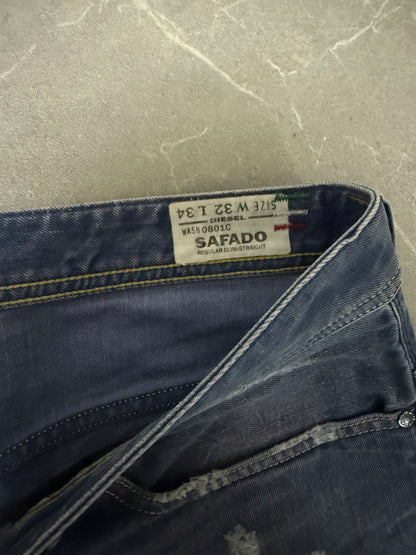 SIZE W 32 L 34
DIESEL
WASH 0801C
SAFADO
REGULAR SLIM-STRAIGHT